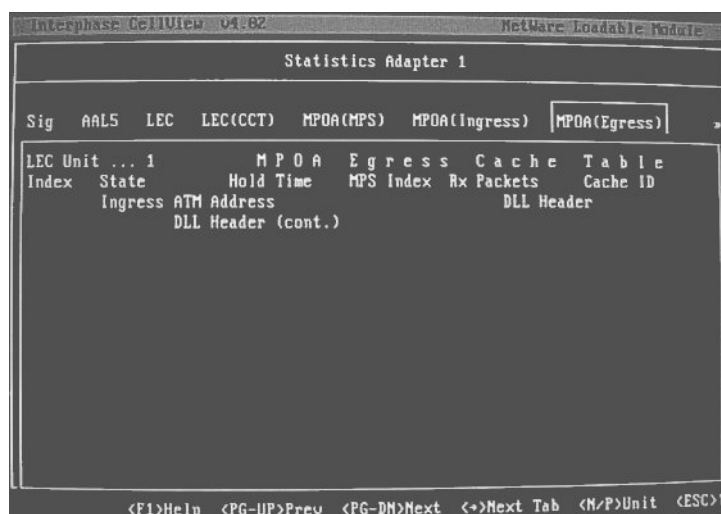 Interphase CellView v4.02 NetWare Loadable Module
Statistics Adapter 1
Sig AAL5 LEC LEC(CCT) MPOA(MPS) MPOA(Ingress) MPOA(Egress) »
LEC Unit ... 1 M P O A E g r e s s C a c h e T a b l e
Index State Hold Time MPS Index Rx Packets Cache ID
Ingress ATM Address DLL Header
DLL Header (cont.)
<F1>Help <PG-UP>Prev <PG-DN>Next <→>Next Tab <N/P>Unit <ESC>